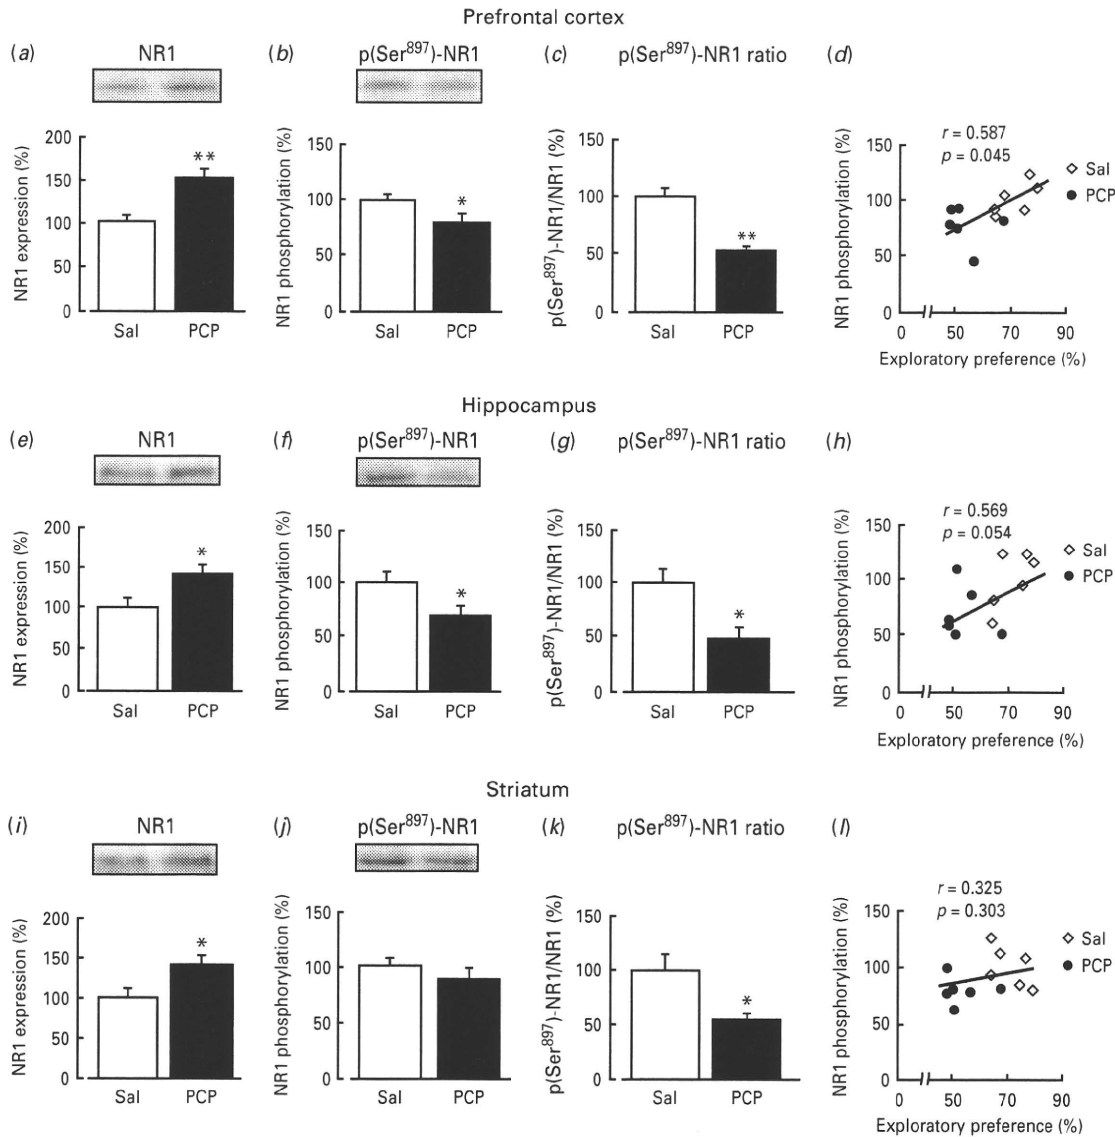 Prefrontal cortex
(a) NR1
(b) p(Ser897)-NR1
(c) p(Ser897)-NR1 ratio
(d)
NR1 expression (%)
200
150
100
50
0
**
Sal PCP
NR1 phosphorylation (%)
150
100
50
0
*
Sal PCP
p(Ser897)-NR1/NR1 (%)
150
100
50
0
**
Sal PCP
NR1 phosphorylation (%)
150
100
50
0
r = 0.587
p = 0.045
Sal
PCP
0 50 70 90
Exploratory preference (%)
Hippocampus
(e) NR1
(f) p(Ser897)-NR1
(g) p(Ser897)-NR1 ratio
(h)
NR1 expression (%)
200
150
100
50
0
*
Sal PCP
NR1 phosphorylation (%)
150
100
50
0
*
Sal PCP
p(Ser897)-NR1/NR1 (%)
150
100
50
0
*
Sal PCP
NR1 phosphorylation (%)
150
100
50
0
r = 0.569
p = 0.054
Sal
PCP
0 50 70 90
Exploratory preference (%)
Striatum
(i) NR1
(j) p(Ser897)-NR1
(k) p(Ser897)-NR1 ratio
(l)
NR1 expression (%)
200
150
100
50
0
*
Sal PCP
NR1 phosphorylation (%)
150
100
50
0
Sal PCP
p(Ser897)-NR1/NR1 (%)
150
100
50
0
*
Sal PCP
NR1 phosphorylation (%)
150
100
50
0
r = 0.325
p = 0.303
Sal
PCP
0 50 70 90
Exploratory preference (%)